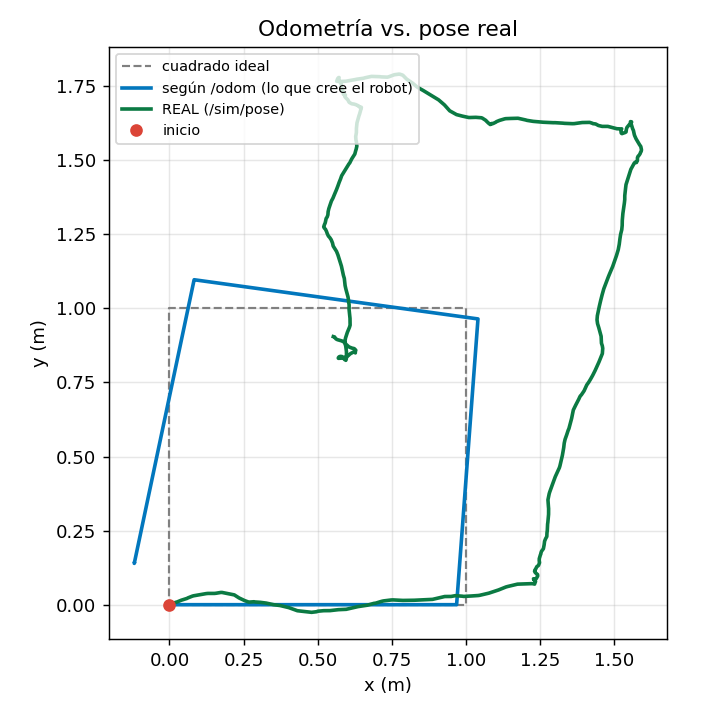 Odometría vs. pose real
cuadrado ideal
según /odom (lo que cree el robot)
REAL (/sim/pose)
inicio
1.75
1.50
1.25
1.00
0.75
0.50
0.25
0.00
y (m)
0.00 0.25 0.50 0.75 1.00 1.25 1.50
x (m)